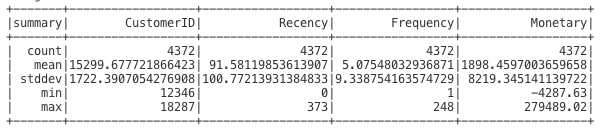 +-------+------------------+------------------+-----------------+------------------+
|summary|        CustomerID|           Recency|        Frequency|          Monetary|
+-------+------------------+------------------+-----------------+------------------+
|  count|              4372|              4372|             4372|              4372|
|   mean|15299.677721866423| 91.58119853613907| 5.07548032936871|1898.4597003659658|
| stddev|1722.3907054276908|100.77213931384833|9.338754163574729| 8219.345141139722|
|    min|             12346|                 0|                1|          -4287.63|
|    max|             18287|               373|              248|         279489.02|
+-------+------------------+------------------+-----------------+------------------+